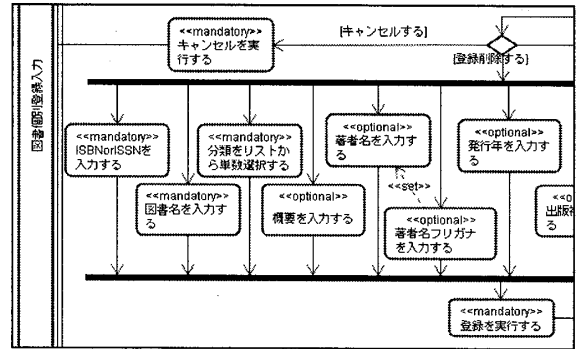 <<mandatory>>
キャンセルを実
行する
[キャンセルする]
[登録削除する]
図書個別登録入力
<<mandatory>>
ISBNorISSNを
入力する
<<mandatory>>
図書名を入力す
る
<<mandatory>>
分類をリストか
ら単数選択する
<<optional>>
概要を入力する
<<optional>>
著者名を入力す
る
<<set>>
<<optional>>
著者名フリガナ
を入力する
<<optional>>
発行年を入力す
る
<<o
出版
る
<<mandatory>>
登録を実行する